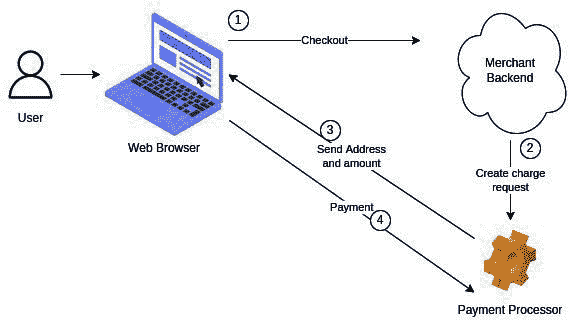 1
Checkout
Merchant
Backend
User
Web Browser
2
Create charge
request
3
Send Address
and amount
Payment
4
Payment Processor